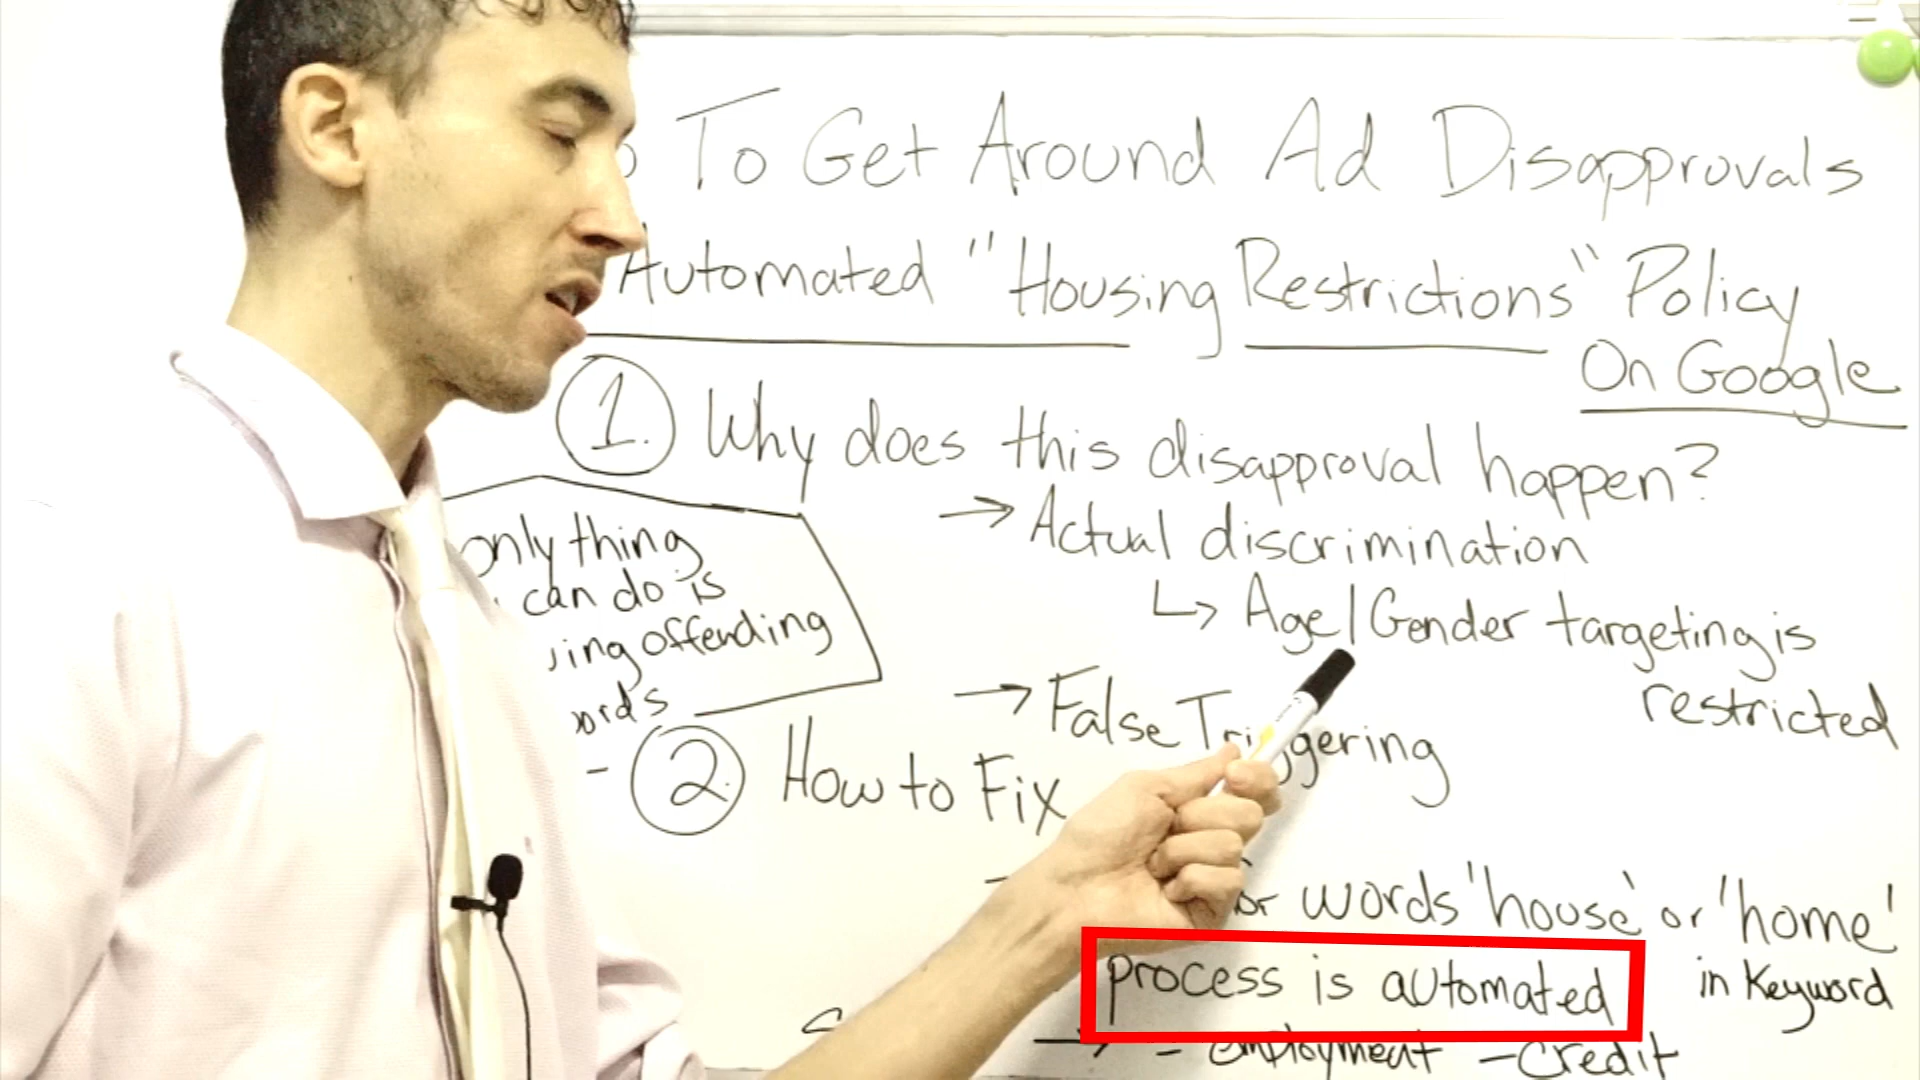 To Get Around Ad Disapprovals
Automated "Housing Restrictions" Policy
On Google
1. Why does this disapproval happen?
→ Actual discrimination
↳ Age/Gender targeting is
restricted
→ False Triggering
only thing
can do is
offending
2. How to Fix
words 'house' or 'home'
in Keyword
process is automated
→ - employment - credit